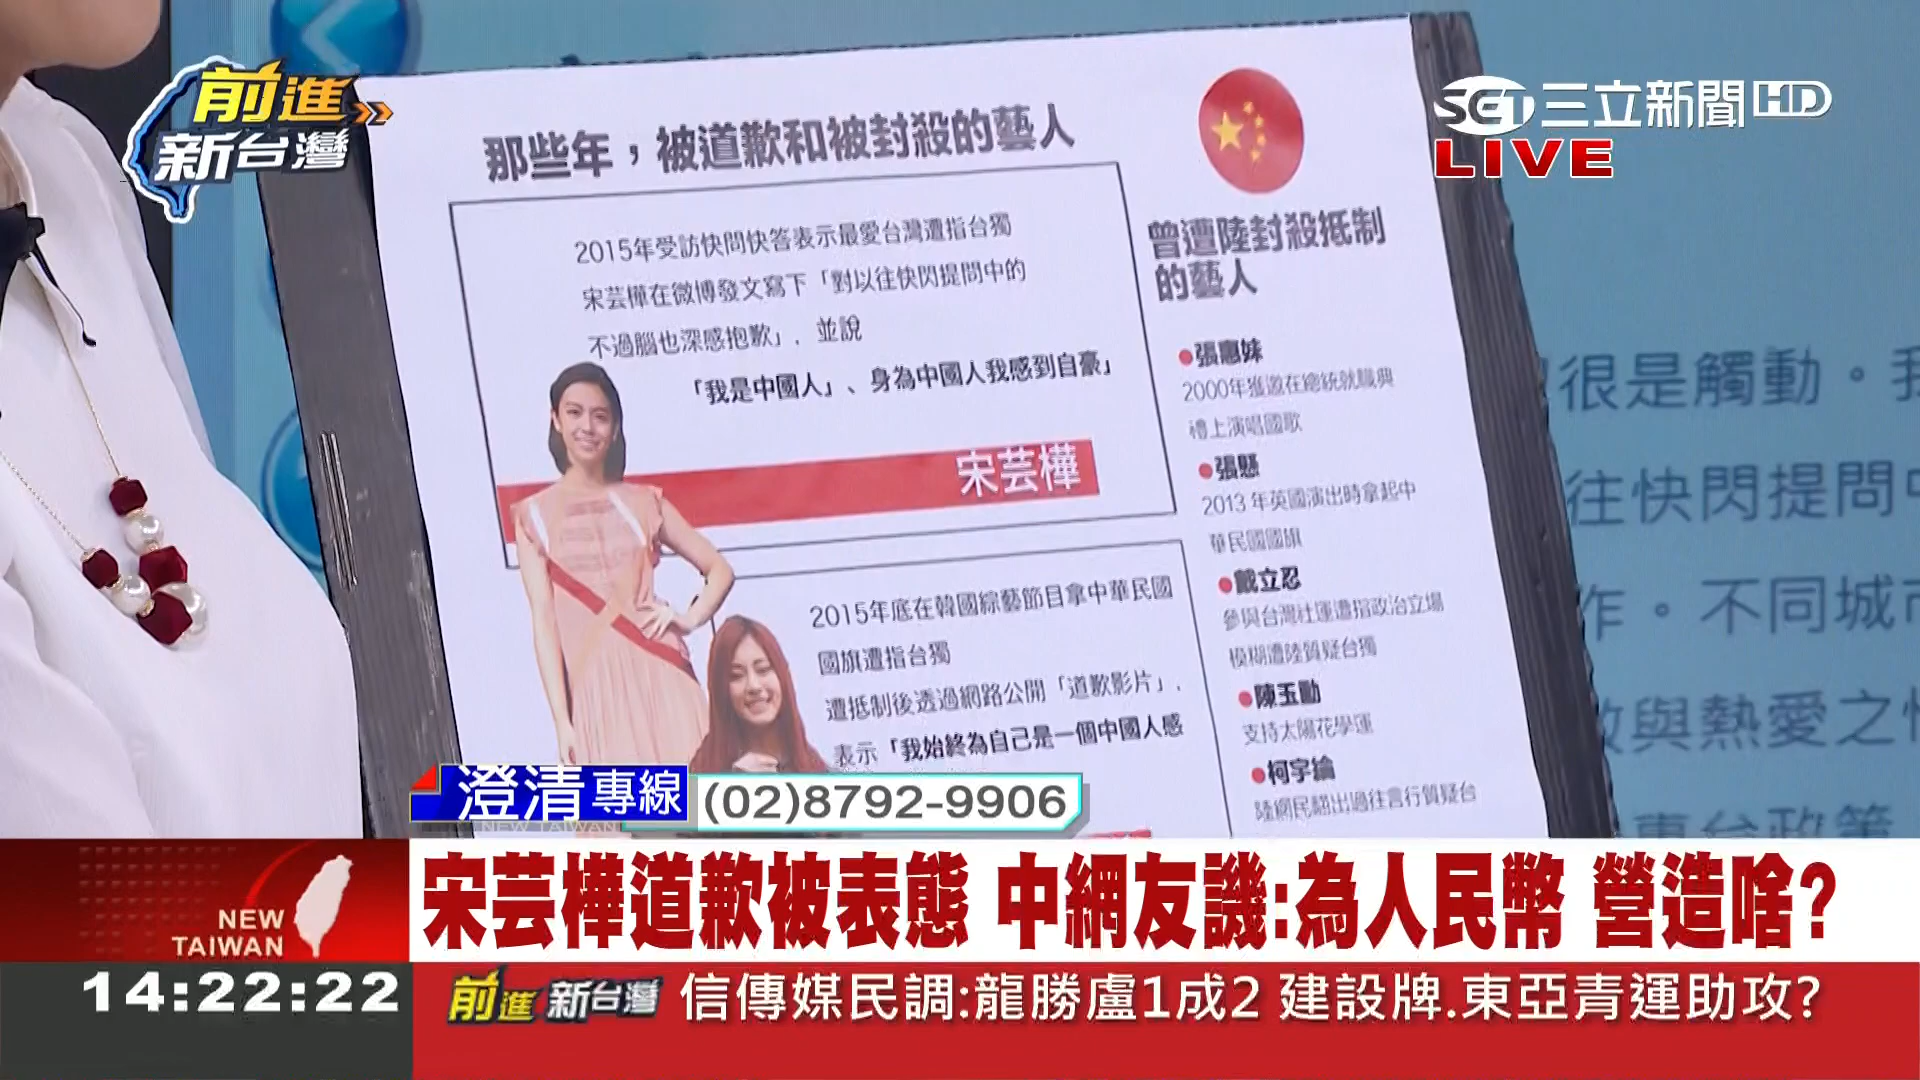 前進
新台灣
SET三立新聞HD
LIVE
那些年，被道歉和被封殺的藝人
2015年受訪快問快答表示最愛台灣遭指台獨
宋芸樺在微博發文寫下「對以往快閃提問中的
不過腦也深感抱歉」，並說
「我是中國人」、身為中國人我感到自豪」
宋芸樺
2015年底在韓國綜藝節目拿中華民國
國旗遭指台獨
遭抵制後透過網路公開「道歉影片」，
表示「我始終為自己是一個中國人感
曾遭陸封殺抵制
的藝人
●張惠妹
2000年獲邀在總統就職典
禮上演唱國歌
●張懸
2013 年英國演出時拿起中
華民國國旗
●戴立忍
參與台灣社運遭指政治立場
模糊遭陸質疑台獨
●陳玉勳
支持太陽花學運
●柯宇綸
陸網民翻出過往言行質疑台
很是觸動。我
往快閃提問中
作。不同城市
與熱愛之情
惠台政策
澄清專線 (02)8792-9906
NEW TAIWAN
宋芸樺道歉被表態 中網友譏:為人民幣 營造啥?
NEW
TAIWAN
14:22:22
前進新台灣 信傳媒民調:龍勝盧1成2 建設牌.東亞青運助攻?